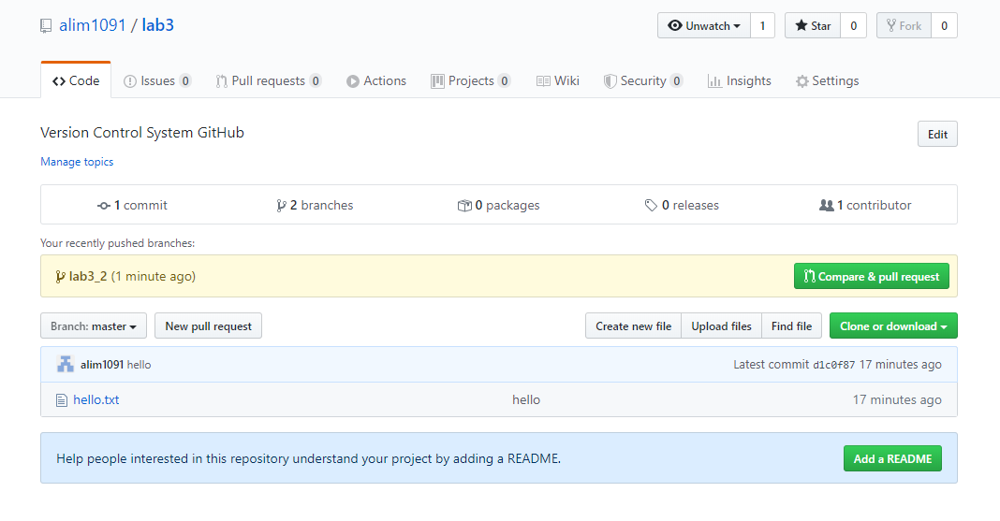 alim1091 / lab3
Unwatch 1 Star 0 Fork 0
Code Issues 0 Pull requests 0 Actions Projects 0 Wiki Security 0 Insights Settings
Version Control System GitHub Edit
Manage topics
1 commit 2 branches 0 packages 0 releases 1 contributor
Your recently pushed branches:
lab3_2 (1 minute ago) Compare & pull request
Branch: master New pull request Create new file Upload files Find file Clone or download
alim1091 hello Latest commit d1c0f87 17 minutes ago
hello.txt hello 17 minutes ago
Help people interested in this repository understand your project by adding a README. Add a README